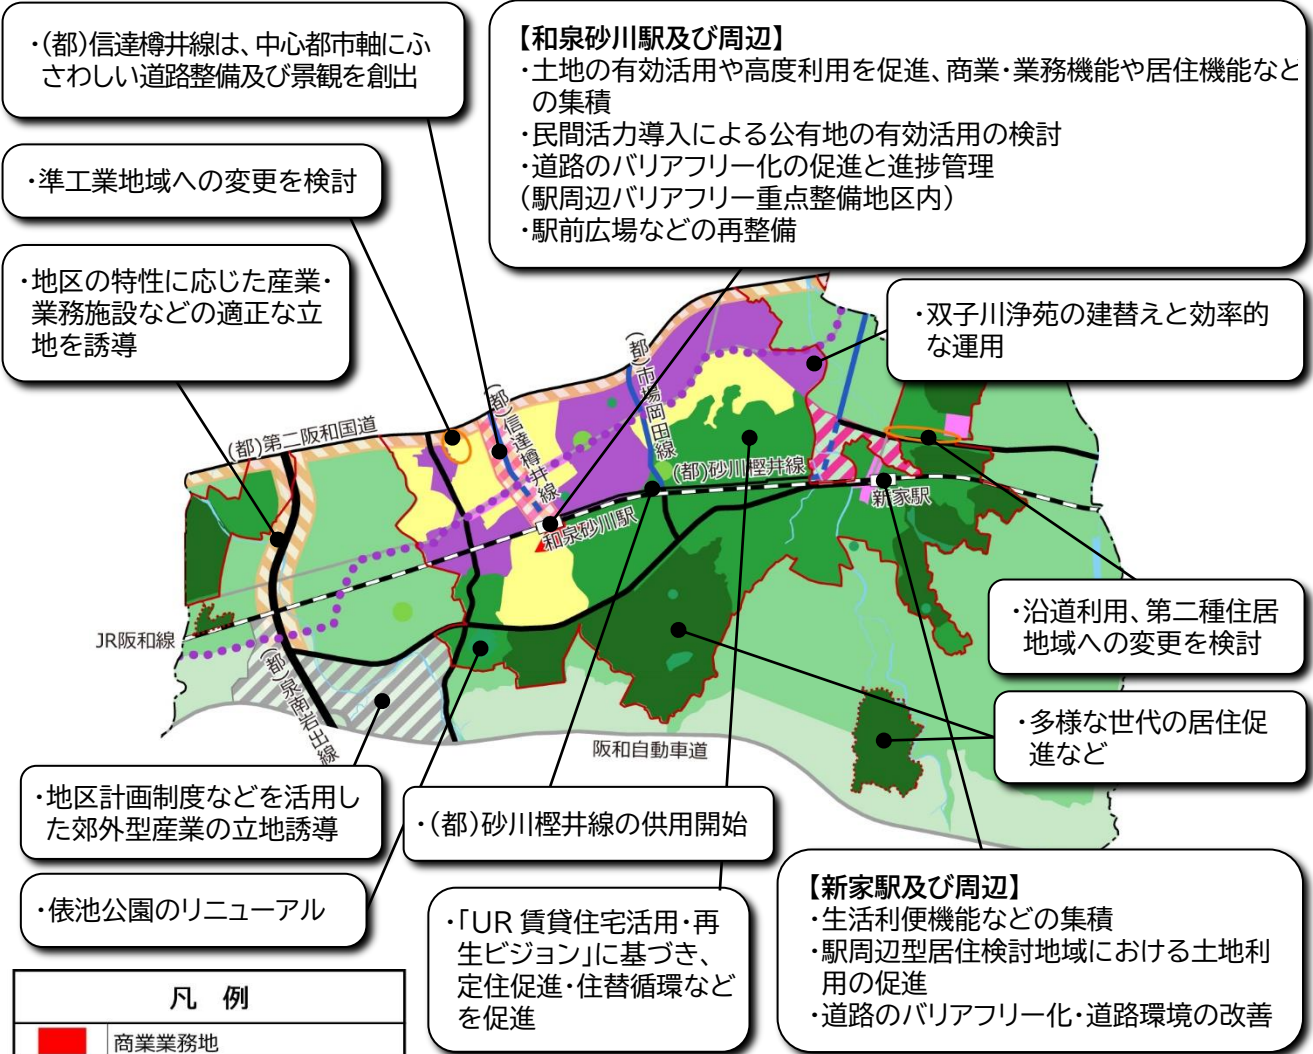 ・(都)信達樽井線は、中心都市軸にふ
さわしい道路整備及び景観を創出
【和泉砂川駅及び周辺】
・土地の有効活用や高度利用を促進、商業・業務機能や居住機能など
の集積
・民間活力導入による公有地の有効活用の検討
・道路のバリアフリー化の促進と進捗管理
(駅周辺バリアフリー重点整備地区内)
・駅前広場などの再整備
・準工業地域への変更を検討
・地区の特性に応じた産業・
業務施設などの適正な立
地を誘導
・双子川浄苑の建替えと効率的
な運用
(都)第二阪和国道
(都)信達樽井線
(都)市場岡田線
(都)砂川樫井線
和泉砂川駅
新家駅
JR阪和線
(都)泉南岩出線
阪和自動車道
・沿道利用、第二種住居
地域への変更を検討
・多様な世代の居住促
進など
・地区計画制度などを活用し
た郊外型産業の立地誘導
・(都)砂川樫井線の供用開始
・俵池公園のリニューアル
・「UR 賃貸住宅活用・再
生ビジョン」に基づき、
定住促進・住替循環など
を促進
【新家駅及び周辺】
・生活利便機能などの集積
・駅周辺型居住検討地域における土地利
用の促進
・道路のバリアフリー化・道路環境の改善
凡 例
商業業務地